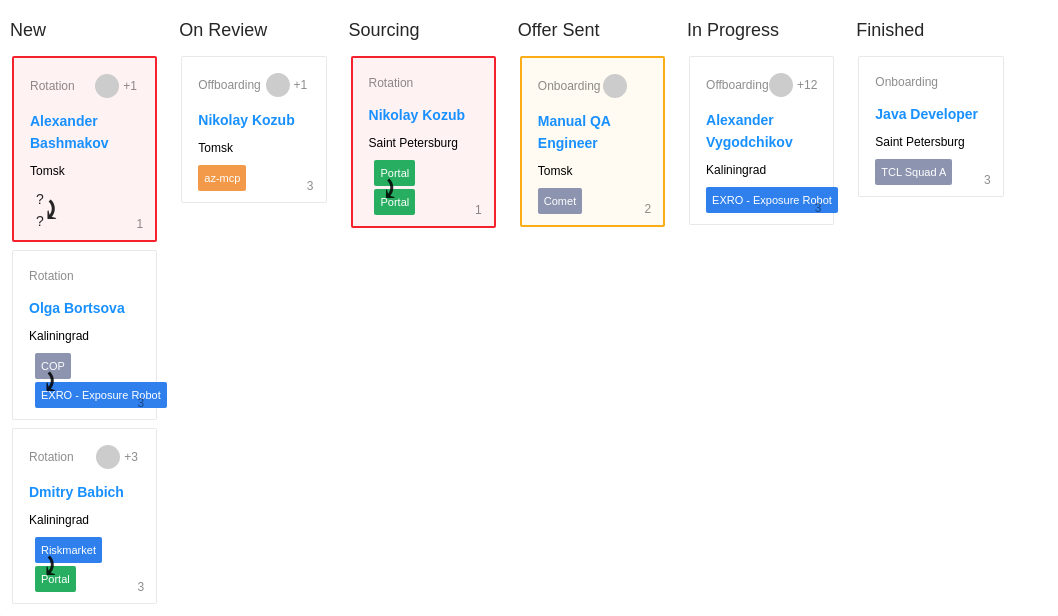 New
Rotation +1
Alexander
Bashmakov
Tomsk
?
?
1
Rotation
Olga Bortsova
Kaliningrad
COP
EXRO - Exposure Robot
3
Rotation +3
Dmitry Babich
Kaliningrad
Riskmarket
Portal
3
On Review
Offboarding +1
Nikolay Kozub
Tomsk
az-mcp
3
Sourcing
Rotation
Nikolay Kozub
Saint Petersburg
Portal
Portal
1
Offer Sent
Onboarding
Manual QA
Engineer
Tomsk
Comet
2
In Progress
Offboarding +12
Alexander
Vygodchikov
Kaliningrad
EXRO - Exposure Robot
3
Finished
Onboarding
Java Developer
Saint Petersburg
TCL Squad A
3